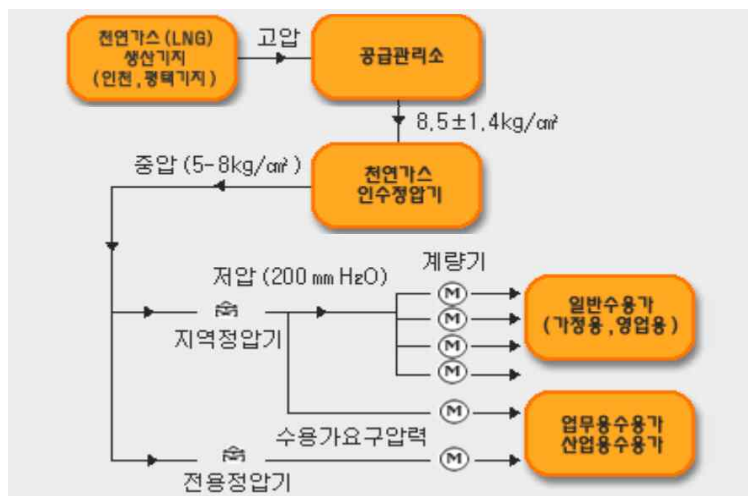 천연가스(LNG)
생산기지
(인천,평택기지)
고압
공급관리소
8,5±1,4kg/㎠
중압(5-8kg/㎠)
천연가스
인수정압기
저압(200mmH₂O)
계량기
M
M
M
M
일반수용가
(가정용,영업용)
지역정압기
M
수용가요구압력
업무용수용가
산업용수용가
M
전용정압기